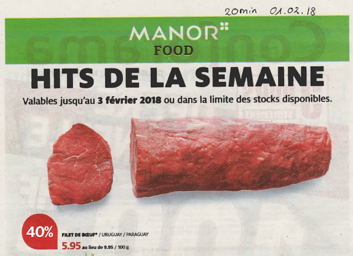 20min 01.02.18
MANOR
FOOD
HITS DE LA SEMAINE
Valables jusqu'au 3 février 2018 ou dans la limite des stocks disponibles.
40%
FILET DE BŒUF* / URUGUAY / PARAGUAY
5.95 au lieu de 9.95 / 100 g